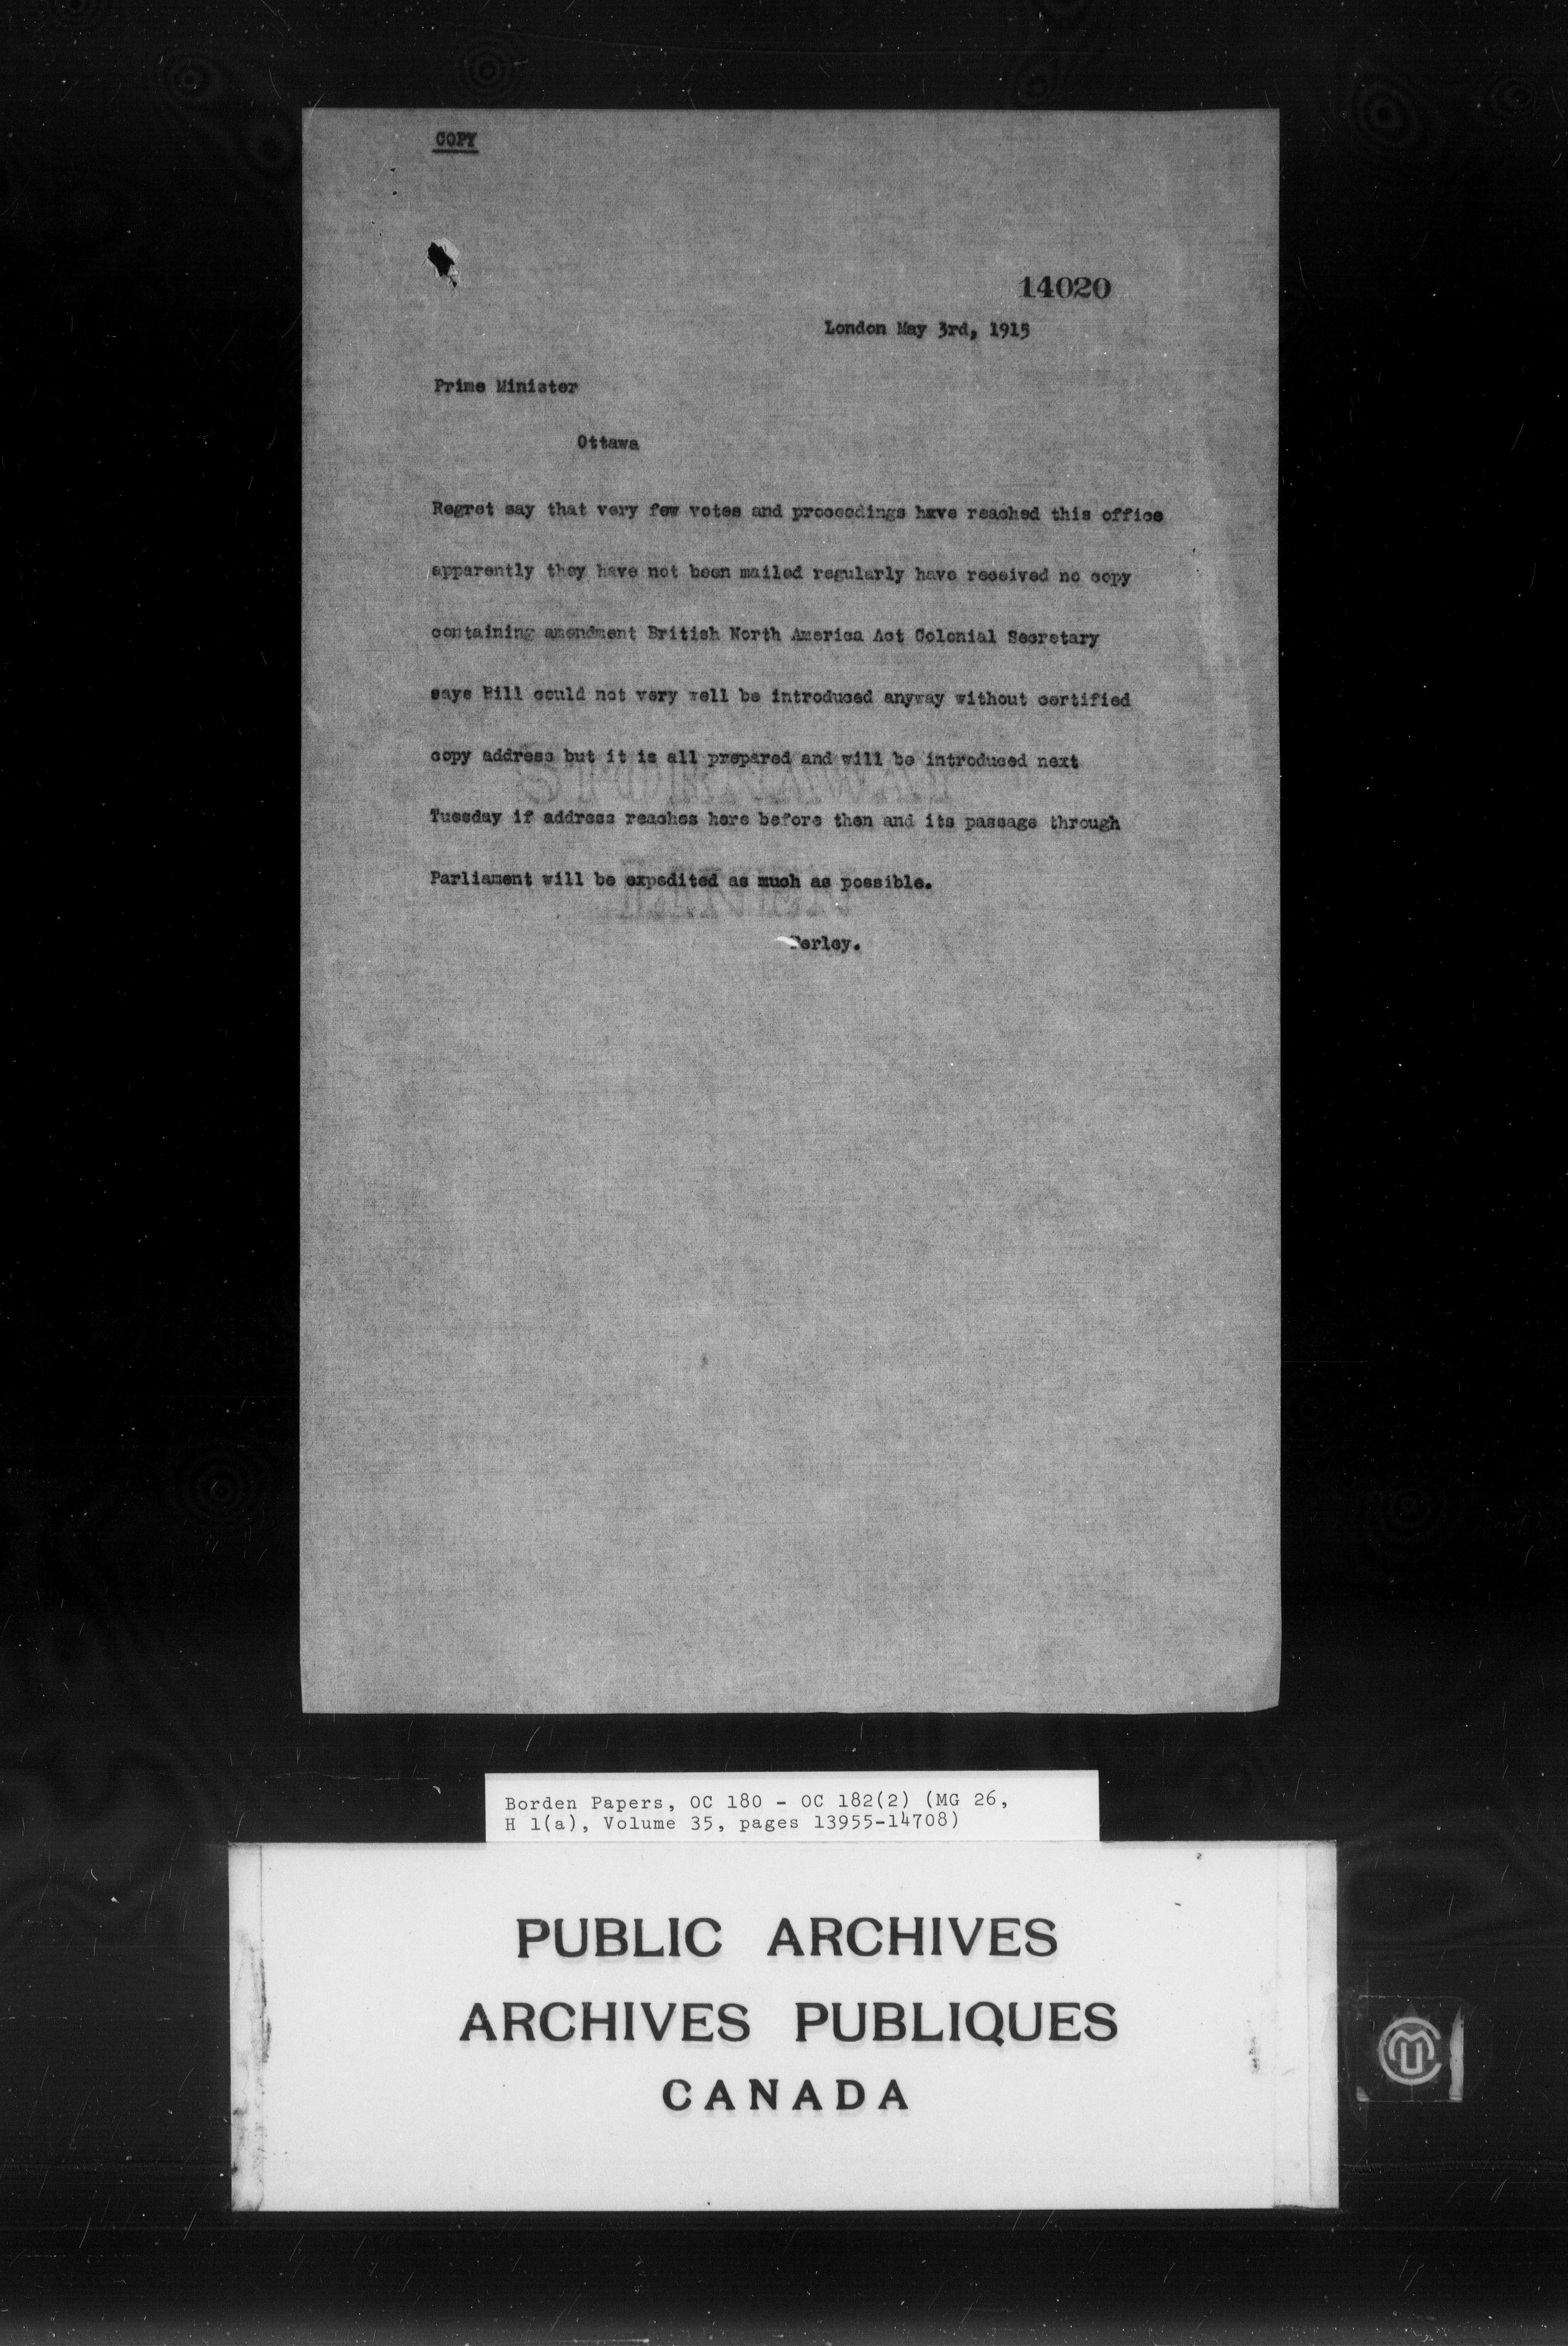 COPY
14020
London May 3rd, 1915
Prime Minister
Ottawa
Regret say that very few votes and proceedings have reached this office
apparently they have not been mailed regularly have received no copy
containing amendment British North America Act Colonial Secretary
says Bill could not very well be introduced anyway without certified
copy address but it is all prepared and will be introduced next
Tuesday if address reaches here before then and its passage through
Parliament will be expedited as much as possible.
Perley.
Borden Papers, OC 180 - OC 182(2) (MG 26,
H 1(a), Volume 35, pages 13955-14708)
PUBLIC ARCHIVES
ARCHIVES PUBLIQUES
CANADA